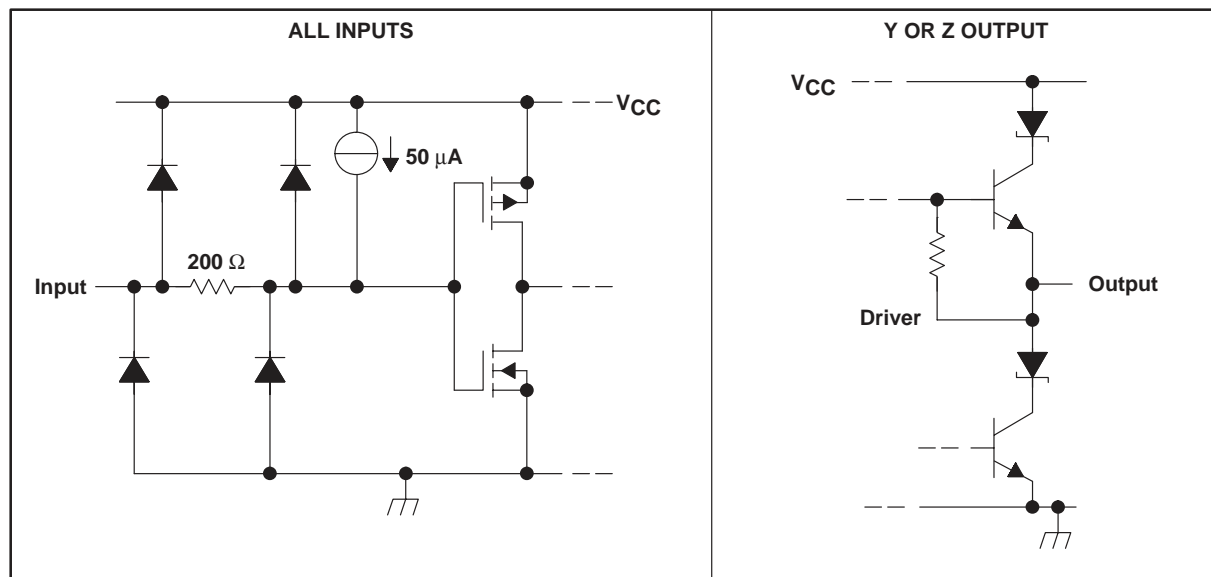 ALL INPUTS
VCC
50 μA
200 Ω
Input
Y OR Z OUTPUT
VCC
Output
Driver